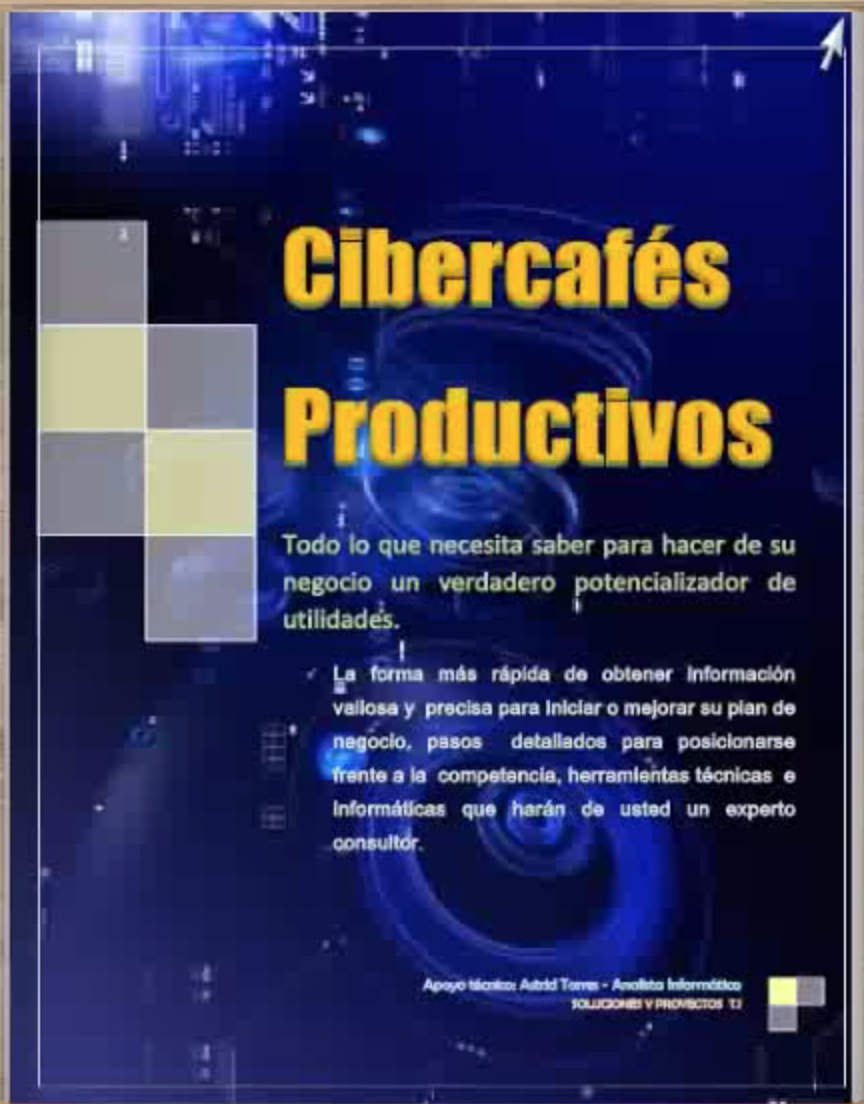 Cibercafés
Productivos
Todo lo que necesita saber para hacer de su
negocio un verdadero potencializador de
utilidades.
✓ La forma más rápida de obtener información
valiosa y precisa para iniciar o mejorar su plan de
negocio, pasos detallados para posicionarse
frente a la competencia, herramientas técnicas e
informáticas que harán de usted un experto
consultor.
Apoyo técnico: Astrid Torres - Analista Informático
SOLUCIONES Y PROYECTOS T.I